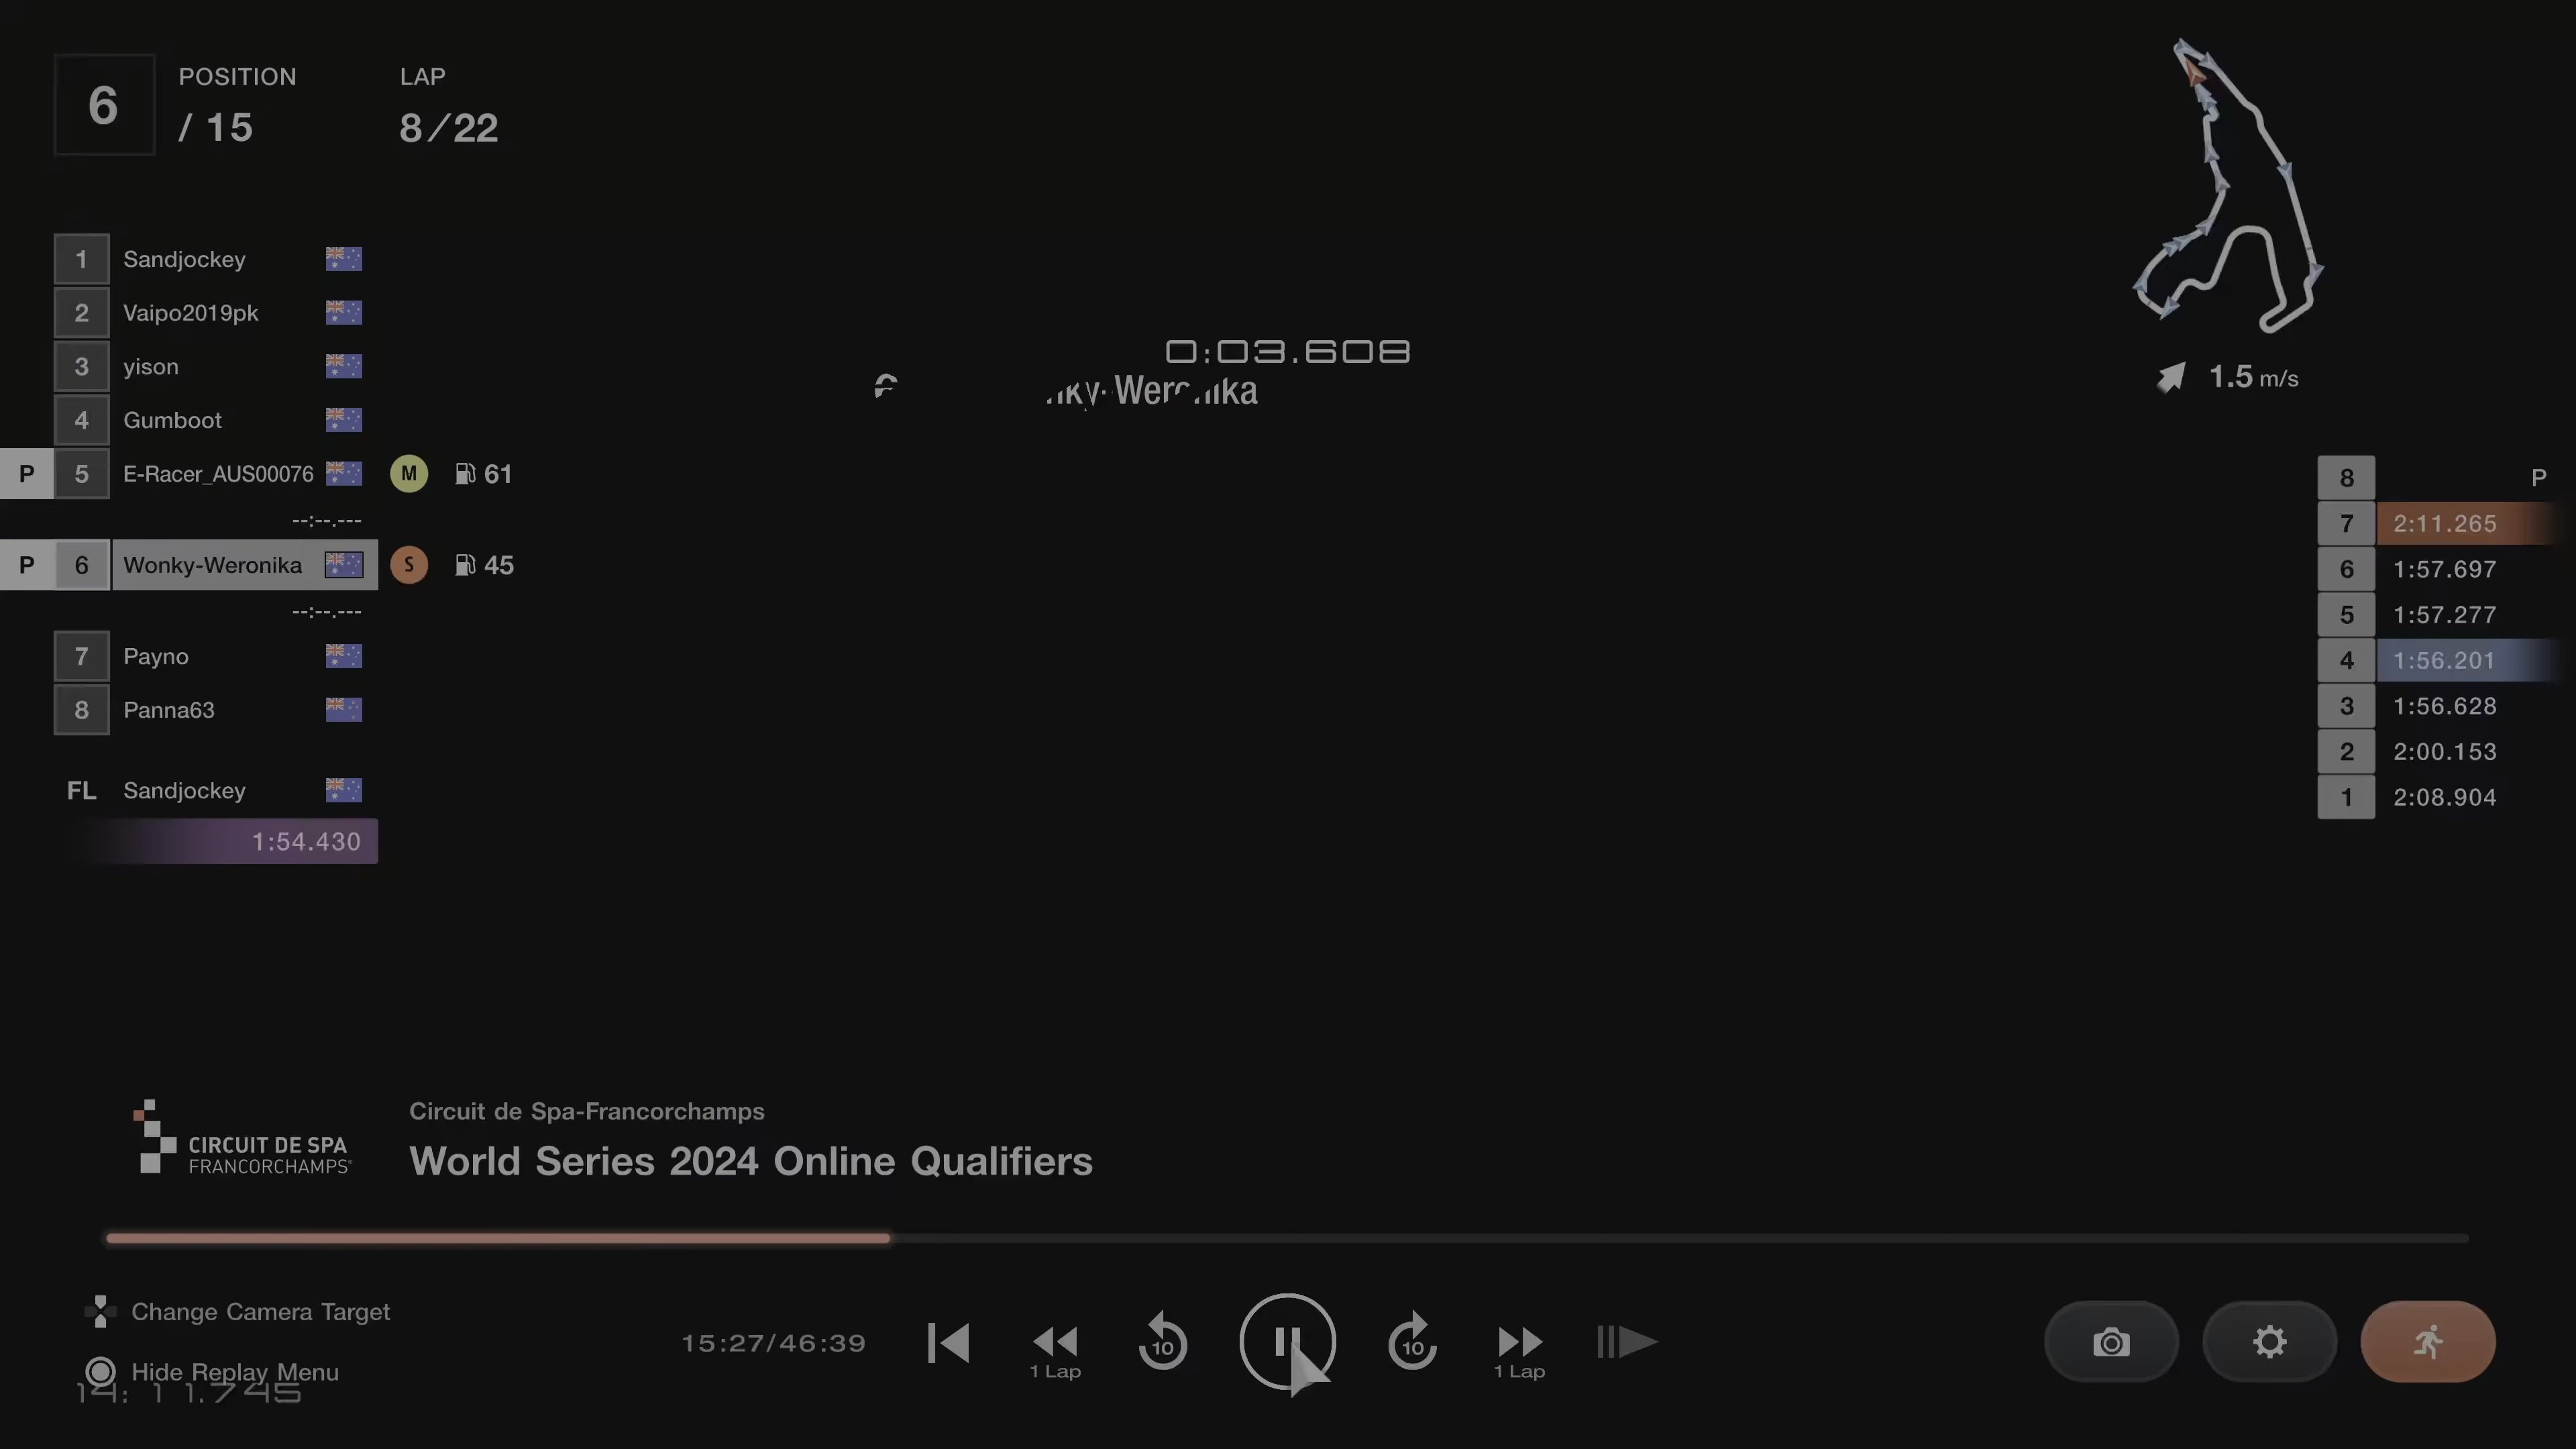 6 POSITION / 15
LAP 8/22
1 Sandjockey
2 Vaipo2019pk
3 yison
4 Gumboot
P 5 E-Racer_AUS00076 M 61
--:--.---
P 6 Wonky-Weronika S 45
--:--.---
7 Payno
8 Panna63
FL Sandjockey
1:54.430
0:03.608
1.5 m/s
8 P
7 2:11.265
6 1:57.697
5 1:57.277
4 1:56.201
3 1:56.628
2 2:00.153
1 2:08.904
CIRCUIT DE SPA
FRANCORCHAMPS
Circuit de Spa-Francorchamps
World Series 2024 Online Qualifiers
Change Camera Target
Hide Replay Menu
14:11.745
15:27/46:39
1 Lap
10
10
1 Lap